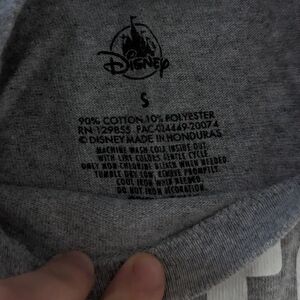 Disney
S
90% COTTON 10% POLYESTER
RN-129855 FAC-024449-20074
© DISNEY MADE IN HONDURAS
MACHINE WASH COLD INSIDE OUT
WITH LIKE COLORS GENTLE CYCLE
ONLY NON-CHLORINE BLEACH WHEN NEEDED.
TUMBLE DRY LOW, REMOVE PROMPTLY.
COOL IRON WHEN NEEDED.
DO NOT IRON DECORATION.